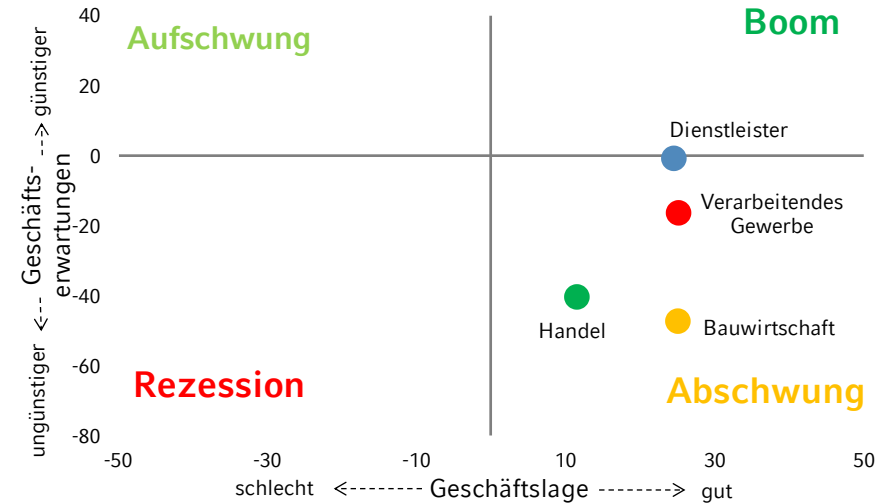 Aufschwung
Boom
40
20
0
-20
-40
-60
-80
ungünstiger <--- Geschäfts- ---> günstiger
erwartungen
Dienstleister
Verarbeitendes
Gewerbe
Handel
Bauwirtschaft
Rezession
Abschwung
-50 -30 -10 10 30 50
schlecht <-------- Geschäftslage --------> gut